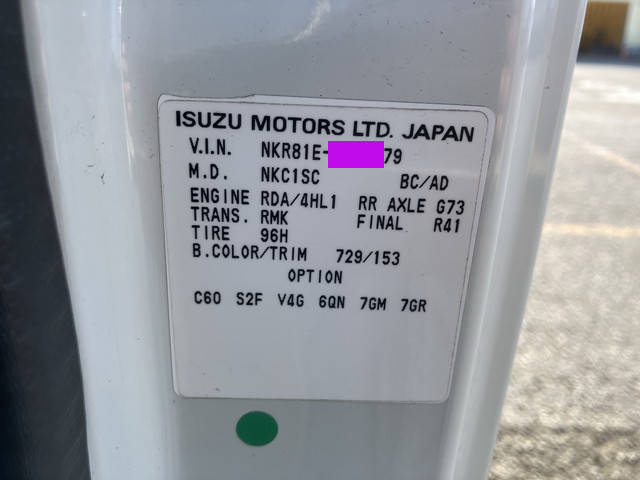 ISUZU MOTORS LTD. JAPAN
V.I.N. NKR81E- 79
M.D. NKC1SC BC/AD
ENGINE RDA/4HL1 RR AXLE G73
TRANS. RMK FINAL R41
TIRE 96H
B.COLOR/TRIM 729/153
OPTION
C60 S2F V4G 6QN 7GM 7GR